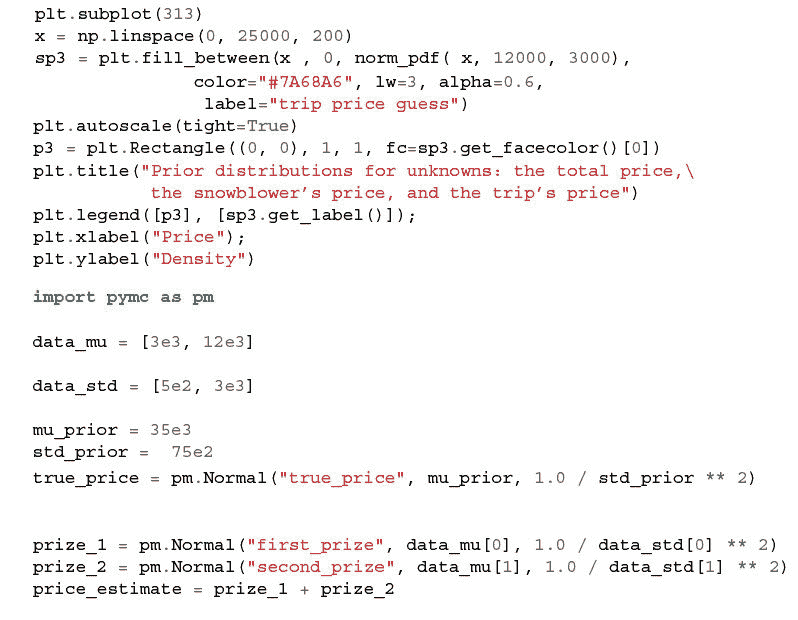 plt.subplot(313)
x = np.linspace(0, 25000, 200)
sp3 = plt.fill_between(x , 0, norm_pdf( x, 12000, 3000),
color="#7A68A6", lw=3, alpha=0.6,
label="trip price guess")
plt.autoscale(tight=True)
p3 = plt.Rectangle((0, 0), 1, 1, fc=sp3.get_facecolor()[0])
plt.title("Prior distributions for unknowns: the total price,\
the snowblower’s price, and the trip’s price")
plt.legend([p3], [sp3.get_label()]);
plt.xlabel("Price");
plt.ylabel("Density")
import pymc as pm
data_mu = [3e3, 12e3]
data_std = [5e2, 3e3]
mu_prior = 35e3
std_prior =  75e2
true_price = pm.Normal("true_price", mu_prior, 1.0 / std_prior ** 2)
prize_1 = pm.Normal("first_prize", data_mu[0], 1.0 / data_std[0] ** 2)
prize_2 = pm.Normal("second_prize", data_mu[1], 1.0 / data_std[1] ** 2)
price_estimate = prize_1 + prize_2